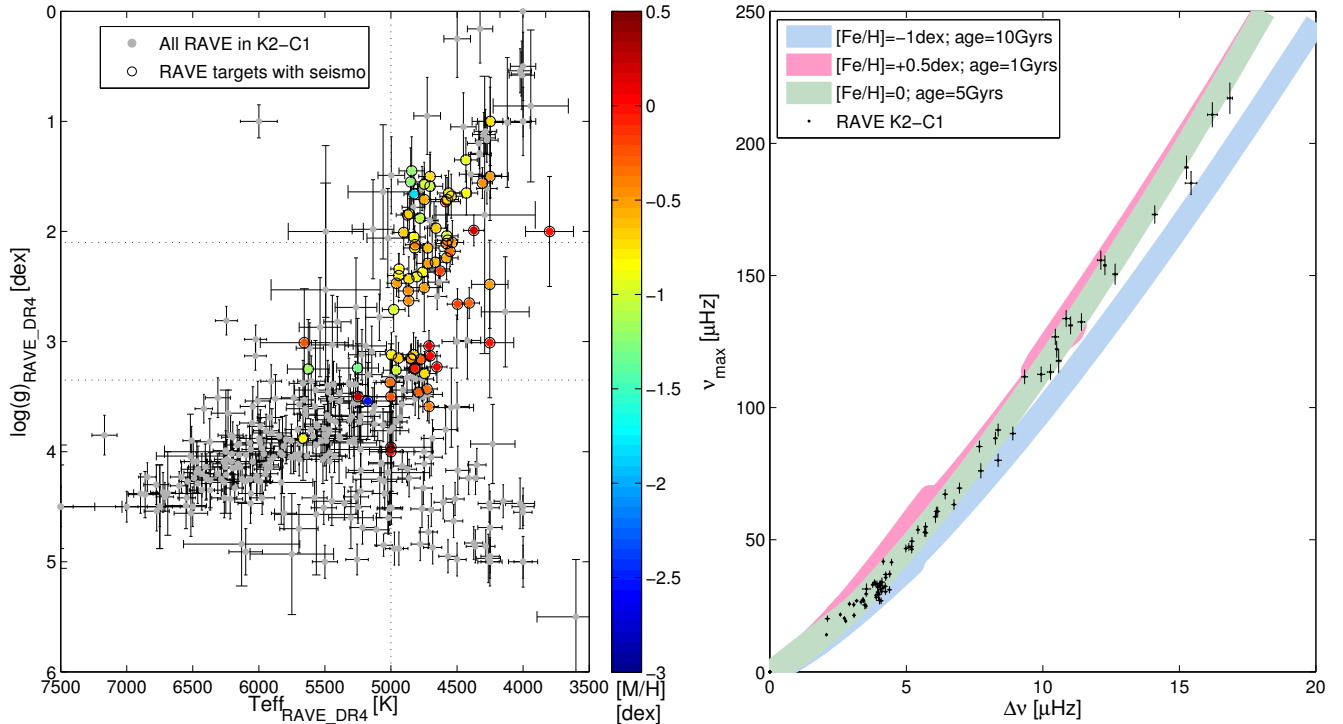 All RAVE in K2−C1
RAVE targets with seismo
0
1
2
3
4
5
6
log(g)RAVE_DR4 [dex]
7500 7000 6500 6000 5500 5000 4500 4000 3500
TeffRAVE_DR4 [K]
0.5
0
−0.5
−1
−1.5
−2
−2.5
−3
[M/H]
[dex]
[Fe/H]=−1dex; age=10Gyrs
[Fe/H]=+0.5dex; age=1Gyrs
[Fe/H]=0; age=5Gyrs
RAVE K2−C1
250
200
150
100
50
0
νmax [μHz]
0 5 10 15 20
Δν [μHz]